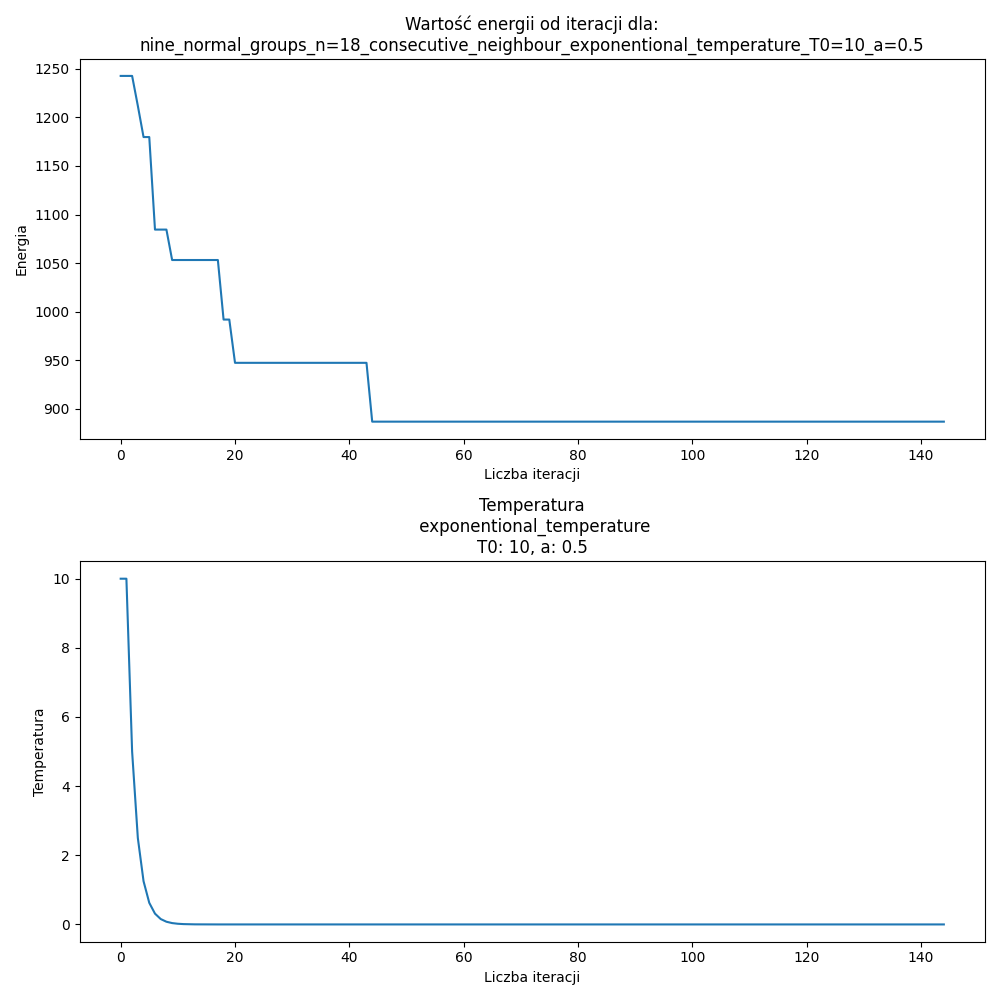 Wartość energii od iteracji dla:
nine_normal_groups_n=18_consecutive_neighbour_exponentional_temperature_T0=10_a=0.5
1250
1200
1150
1100
1050
1000
950
900
Energia
0 20 40 60 80 100 120 140
Liczba iteracji
Temperatura
exponentional_temperature
T0: 10, a: 0.5
10
8
6
4
2
0
Temperatura
0 20 40 60 80 100 120 140
Liczba iteracji